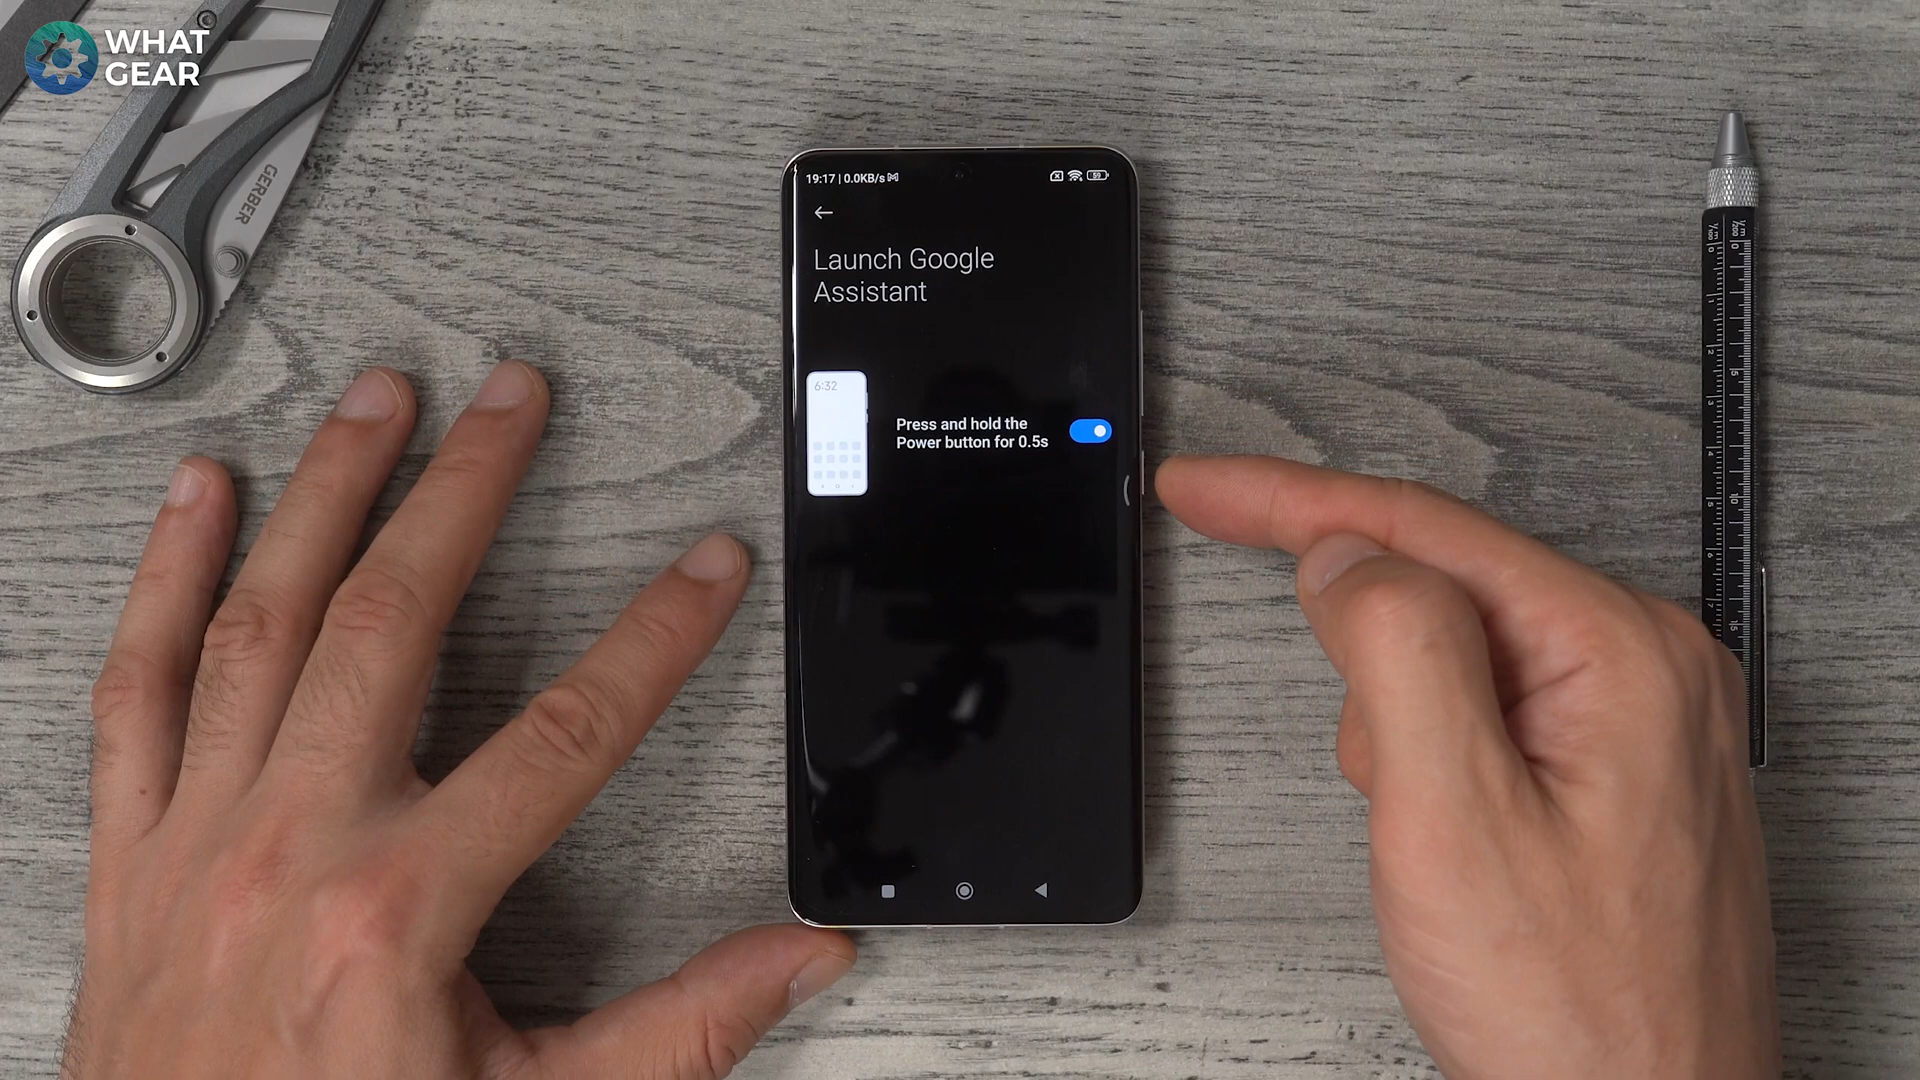 WHAT
GEAR
GERBER
19:17 | 0.0KB/s
59
Launch Google
Assistant
6:32
Press and hold the
Power button for 0.5s